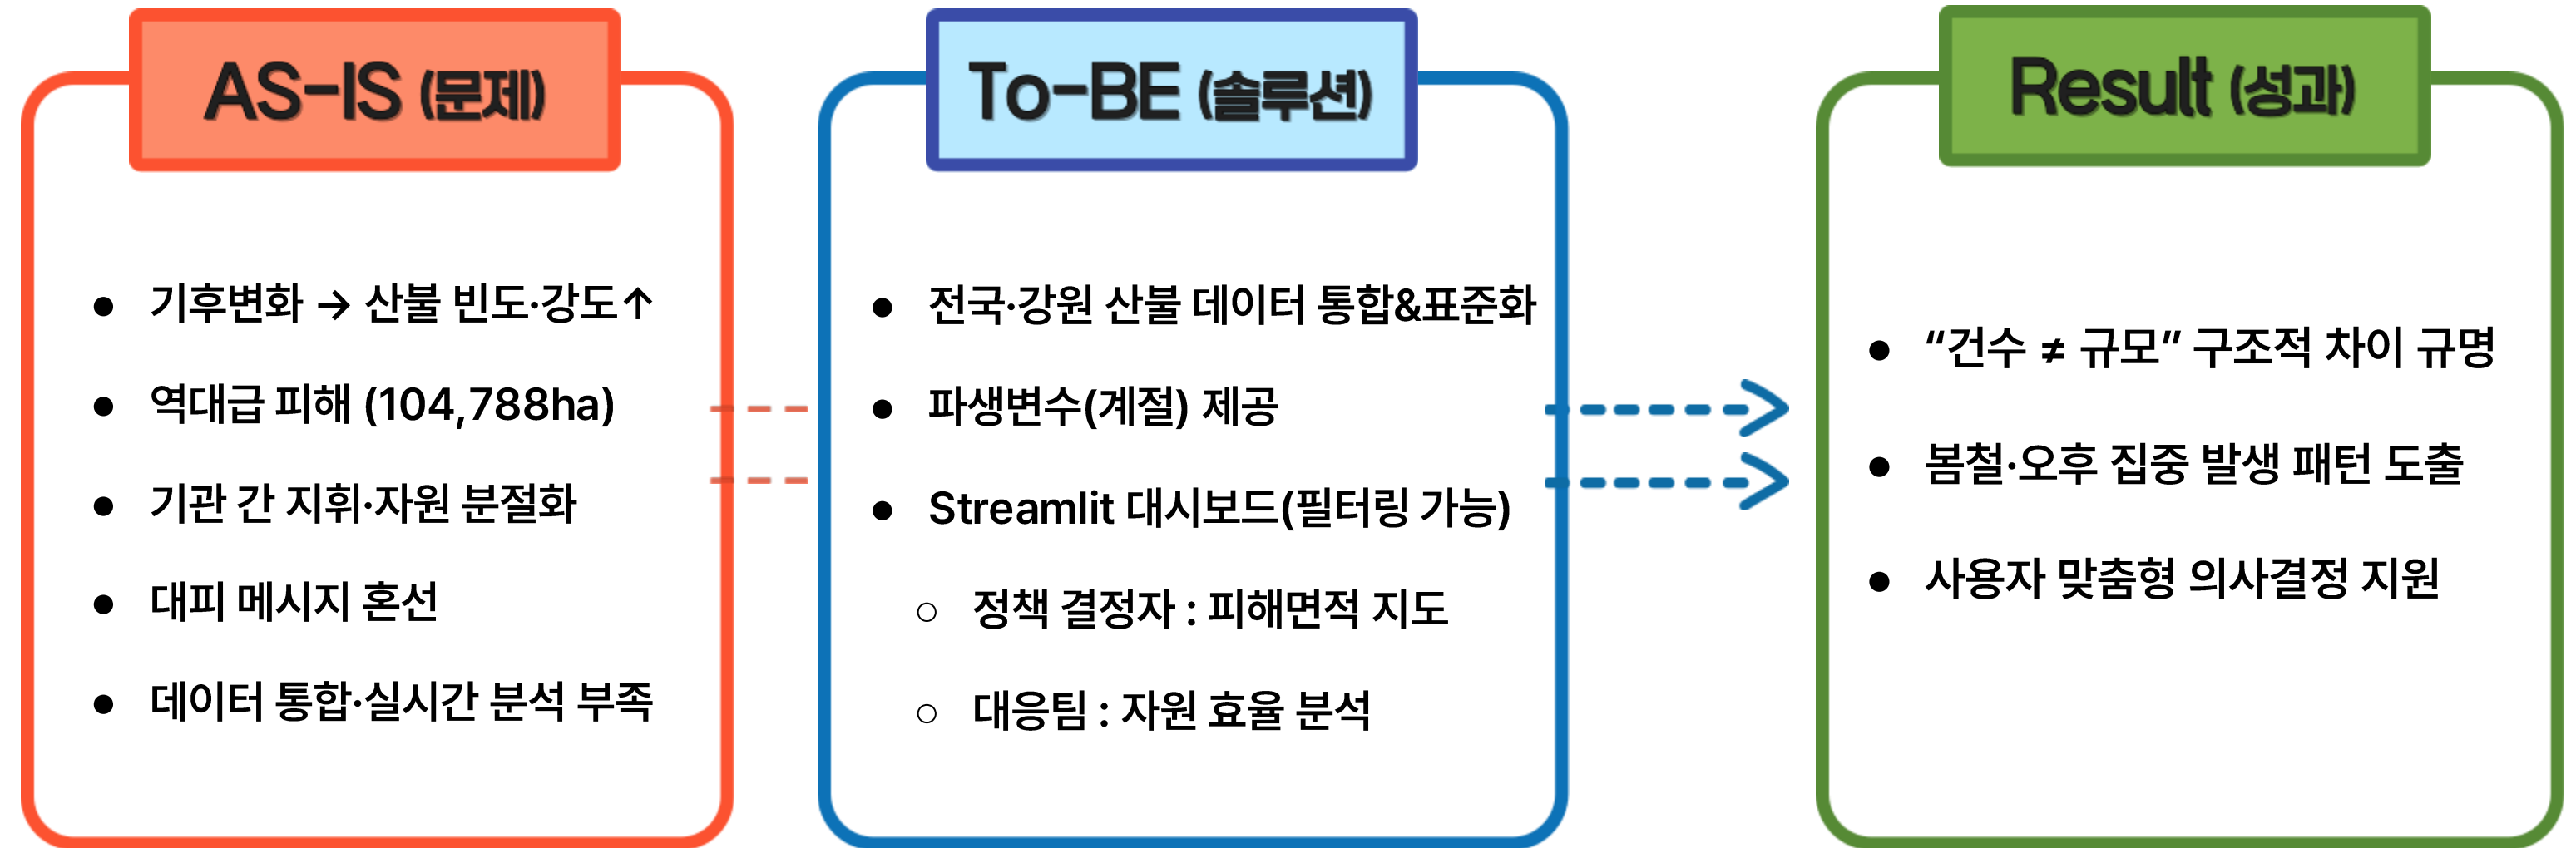 AS-IS (문제)
● 기후변화 → 산불 빈도·강도↑
● 역대급 피해 (104,788ha)
● 기관 간 지휘·자원 분절화
● 대피 메시지 혼선
● 데이터 통합·실시간 분석 부족
To-BE (솔루션)
● 전국·강원 산불 데이터 통합&표준화
● 파생변수(계절) 제공
● Streamlit 대시보드(필터링 가능)
○ 정책 결정자 : 피해면적 지도
○ 대응팀 : 자원 효율 분석
Result (성과)
● “건수 ≠ 규모” 구조적 차이 규명
● 봄철·오후 집중 발생 패턴 도출
● 사용자 맞춤형 의사결정 지원